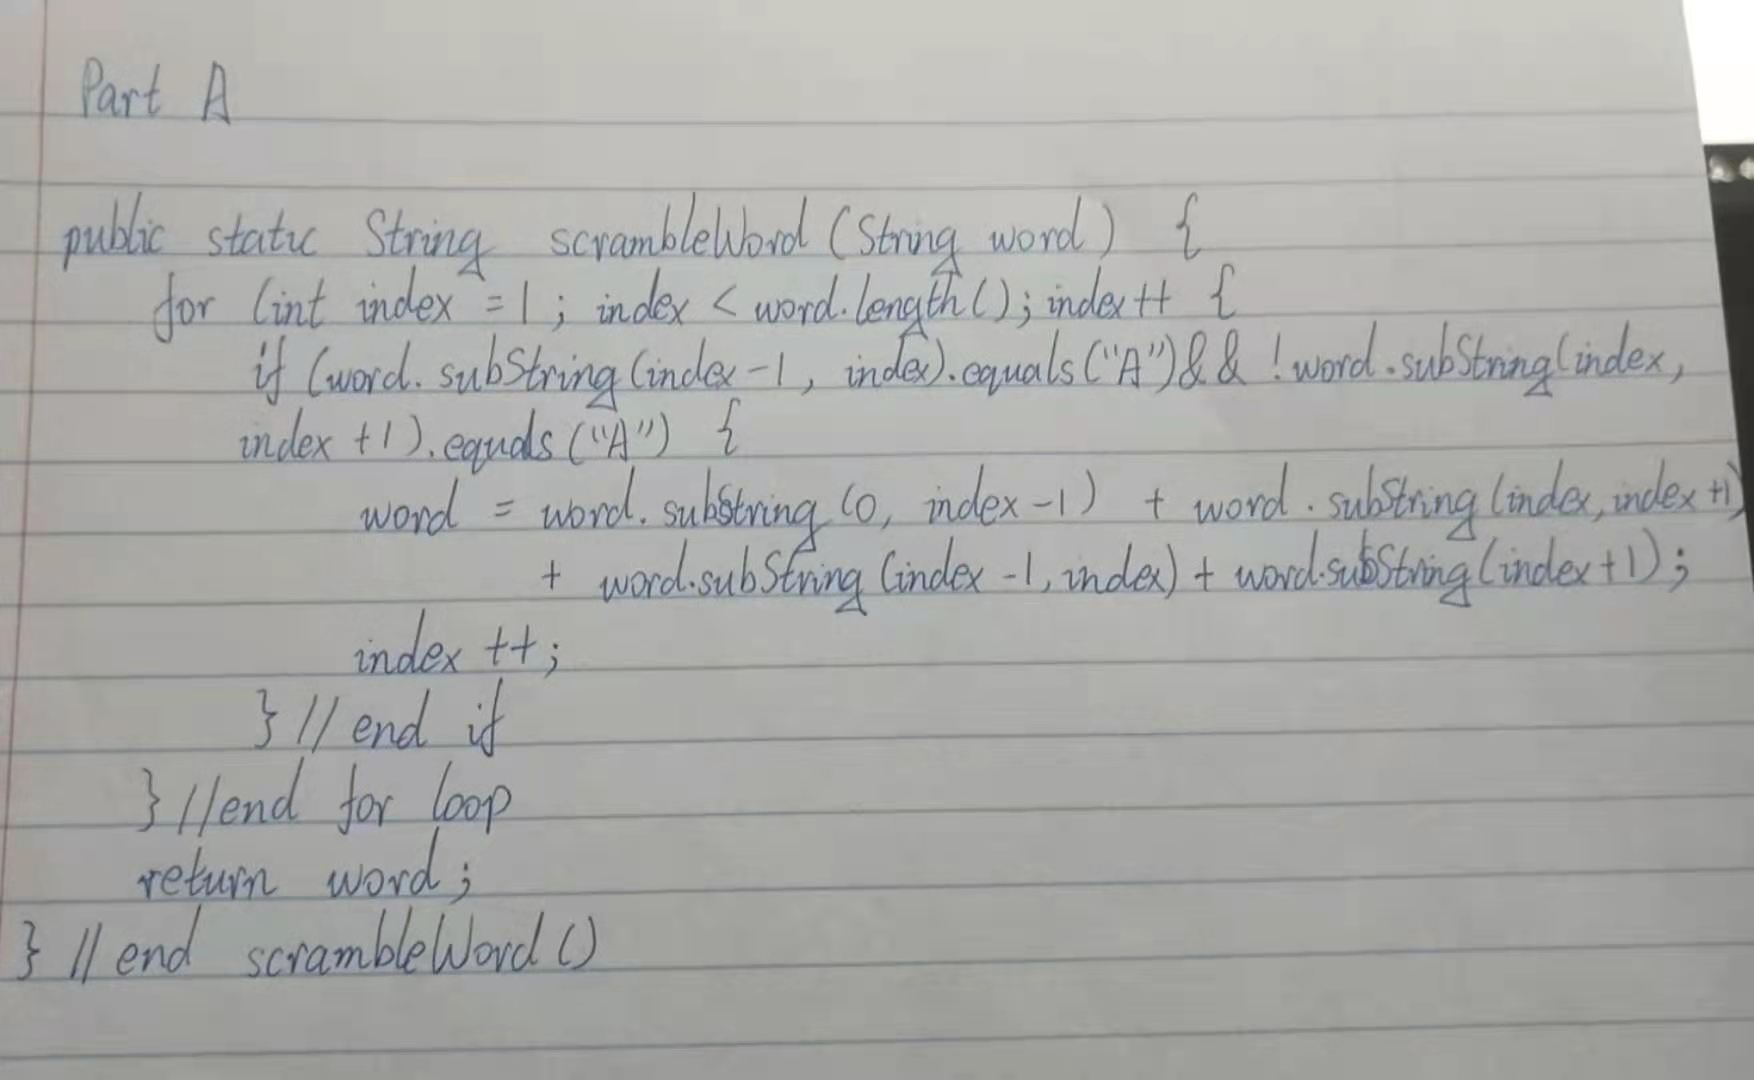 Part A
public static String scrambleWord (String word) {
for (int index = 1; index < word.length(); index++ {
if (word.subString(index-1, index).equals("A") && !word.subString(index,
index +1).equals("A") {
word = word.subString (0, index-1) + word.subString (index, index+1)
+ word.subString (index -1, index) + word.subString (index+1);
index ++;
} // end if
} //end for loop
return word;
} // end scrambleWord ()